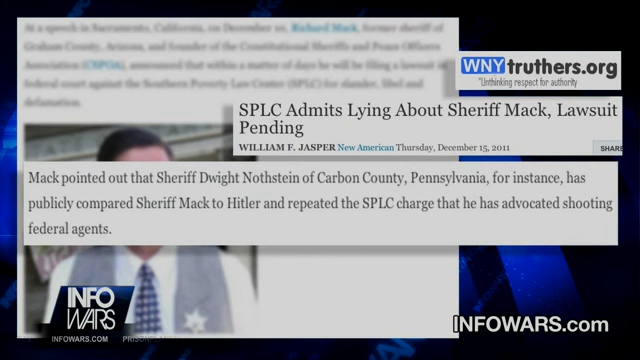 At a speech in Sacramento, California, on December 10, Richard Mack, former sheriff of
Graham County, Arizona, and founder of the Constitutional Sheriffs and Peace Officers
Association (CSPOA), announced that within a matter of days he will be filing a lawsuit in
federal court against the Southern Poverty Law Center (SPLC) for slander, libel and
defamation.
WNYtruthers.org
"Unthinking respect for authority
SPLC Admits Lying About Sheriff Mack, Lawsuit
Pending
WILLIAM F. JASPER New American Thursday, December 15, 2011
SHARE
Mack pointed out that Sheriff Dwight Nothstein of Carbon County, Pennsylvania, for instance, has
publicly compared Sheriff Mack to Hitler and repeated the SPLC charge that he has advocated shooting
federal agents.
INFO
WARS
INFOWARS.COM
INFOWARS.com